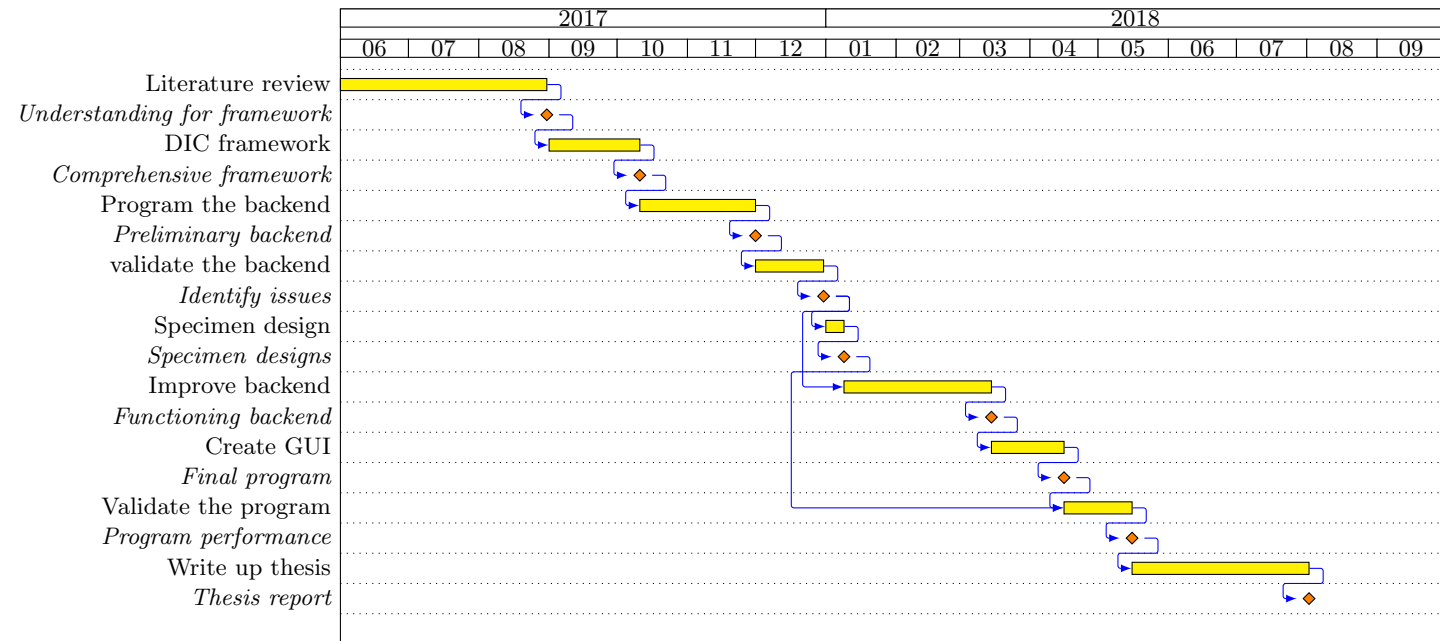 2017 2018
06 07 08 09 10 11 12 01 02 03 04 05 06 07 08 09
Literature review
Understanding for framework
DIC framework
Comprehensive framework
Program the backend
Preliminary backend
validate the backend
Identify issues
Specimen design
Specimen designs
Improve backend
Functioning backend
Create GUI
Final program
Validate the program
Program performance
Write up thesis
Thesis report